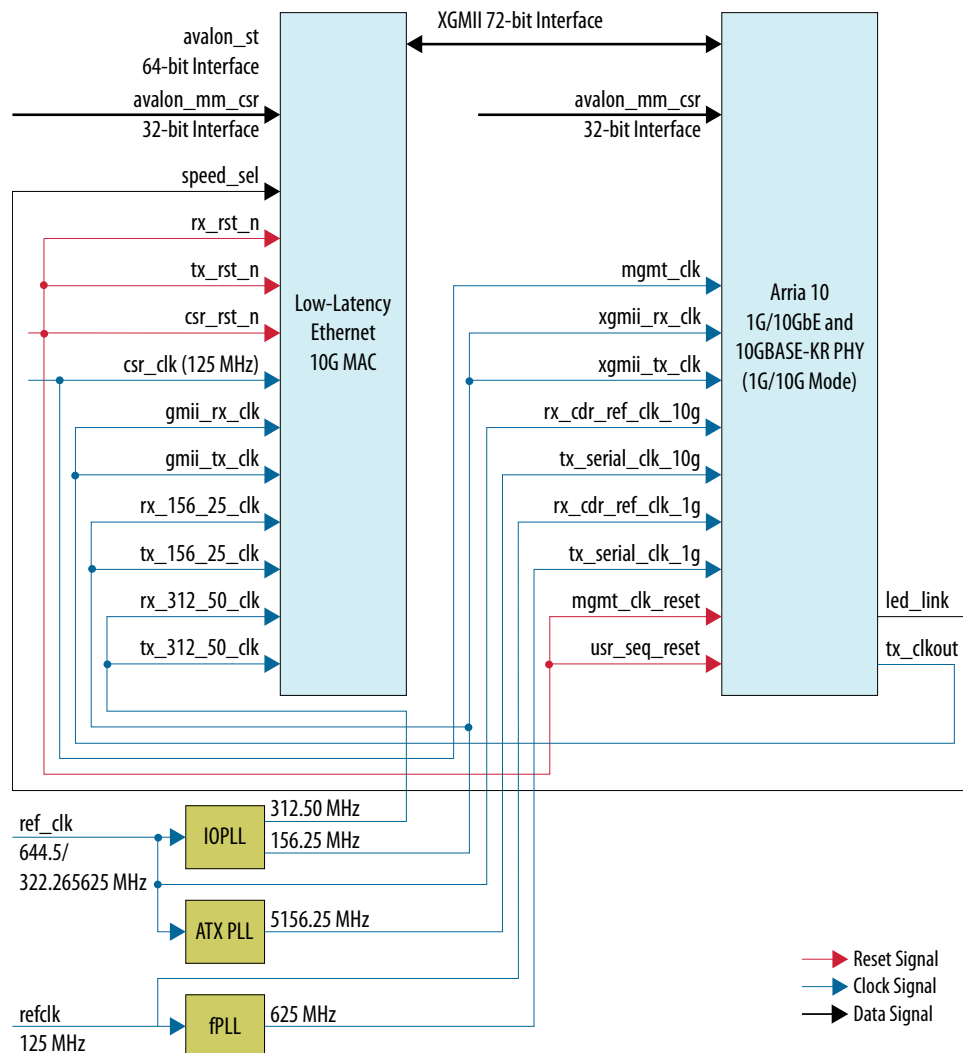 XGMII 72-bit Interface
avalon_st
64-bit Interface
avalon_mm_csr
32-bit Interface
speed_sel
rx_rst_n
tx_rst_n
csr_rst_n
csr_clk (125 MHz)
gmii_rx_clk
gmii_tx_clk
rx_156_25_clk
tx_156_25_clk
rx_312_50_clk
tx_312_50_clk
Low-Latency
Ethernet
10G MAC
avalon_mm_csr
32-bit Interface
mgmt_clk
xgmii_rx_clk
xgmii_tx_clk
rx_cdr_ref_clk_10g
tx_serial_clk_10g
rx_cdr_ref_clk_1g
tx_serial_clk_1g
mgmt_clk_reset
usr_seq_reset
Arria 10
1G/10GbE and
10GBASE-KR PHY
(1G/10G Mode)
led_link
tx_clkout
ref_clk
644.5/
322.265625 MHz
IOPLL
312.50 MHz
156.25 MHz
ATX PLL
5156.25 MHz
refclk
125 MHz
fPLL
625 MHz
Reset Signal
Clock Signal
Data Signal